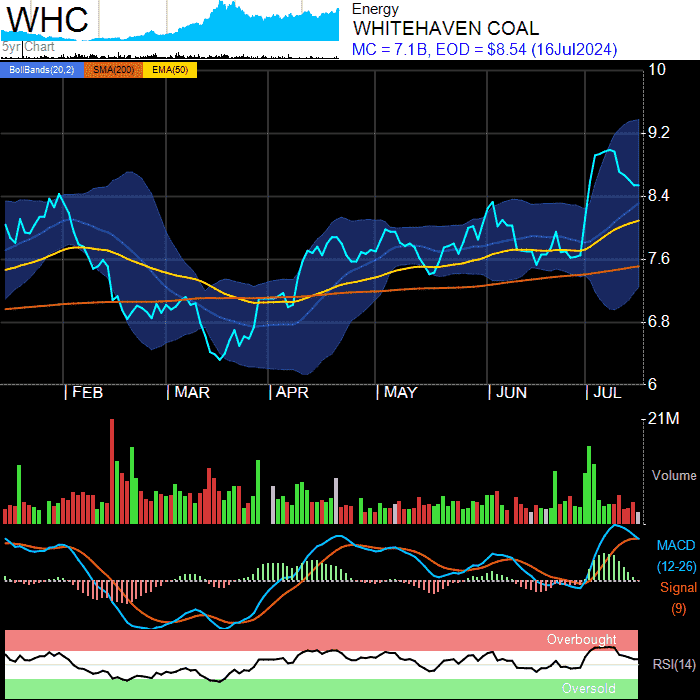 WHC
5yr Chart
Energy
WHITEHAVEN COAL
MC = 7.1B, EOD = $8.54 (16Jul2024)
BollBands(20,2) SMA(200) EMA(50)
10
9.2
8.4
7.6
6.8
6
FEB MAR APR MAY JUN JUL
21M
Volume
MACD
(12-26)
Signal
(9)
Overbought
RSI(14)
Oversold